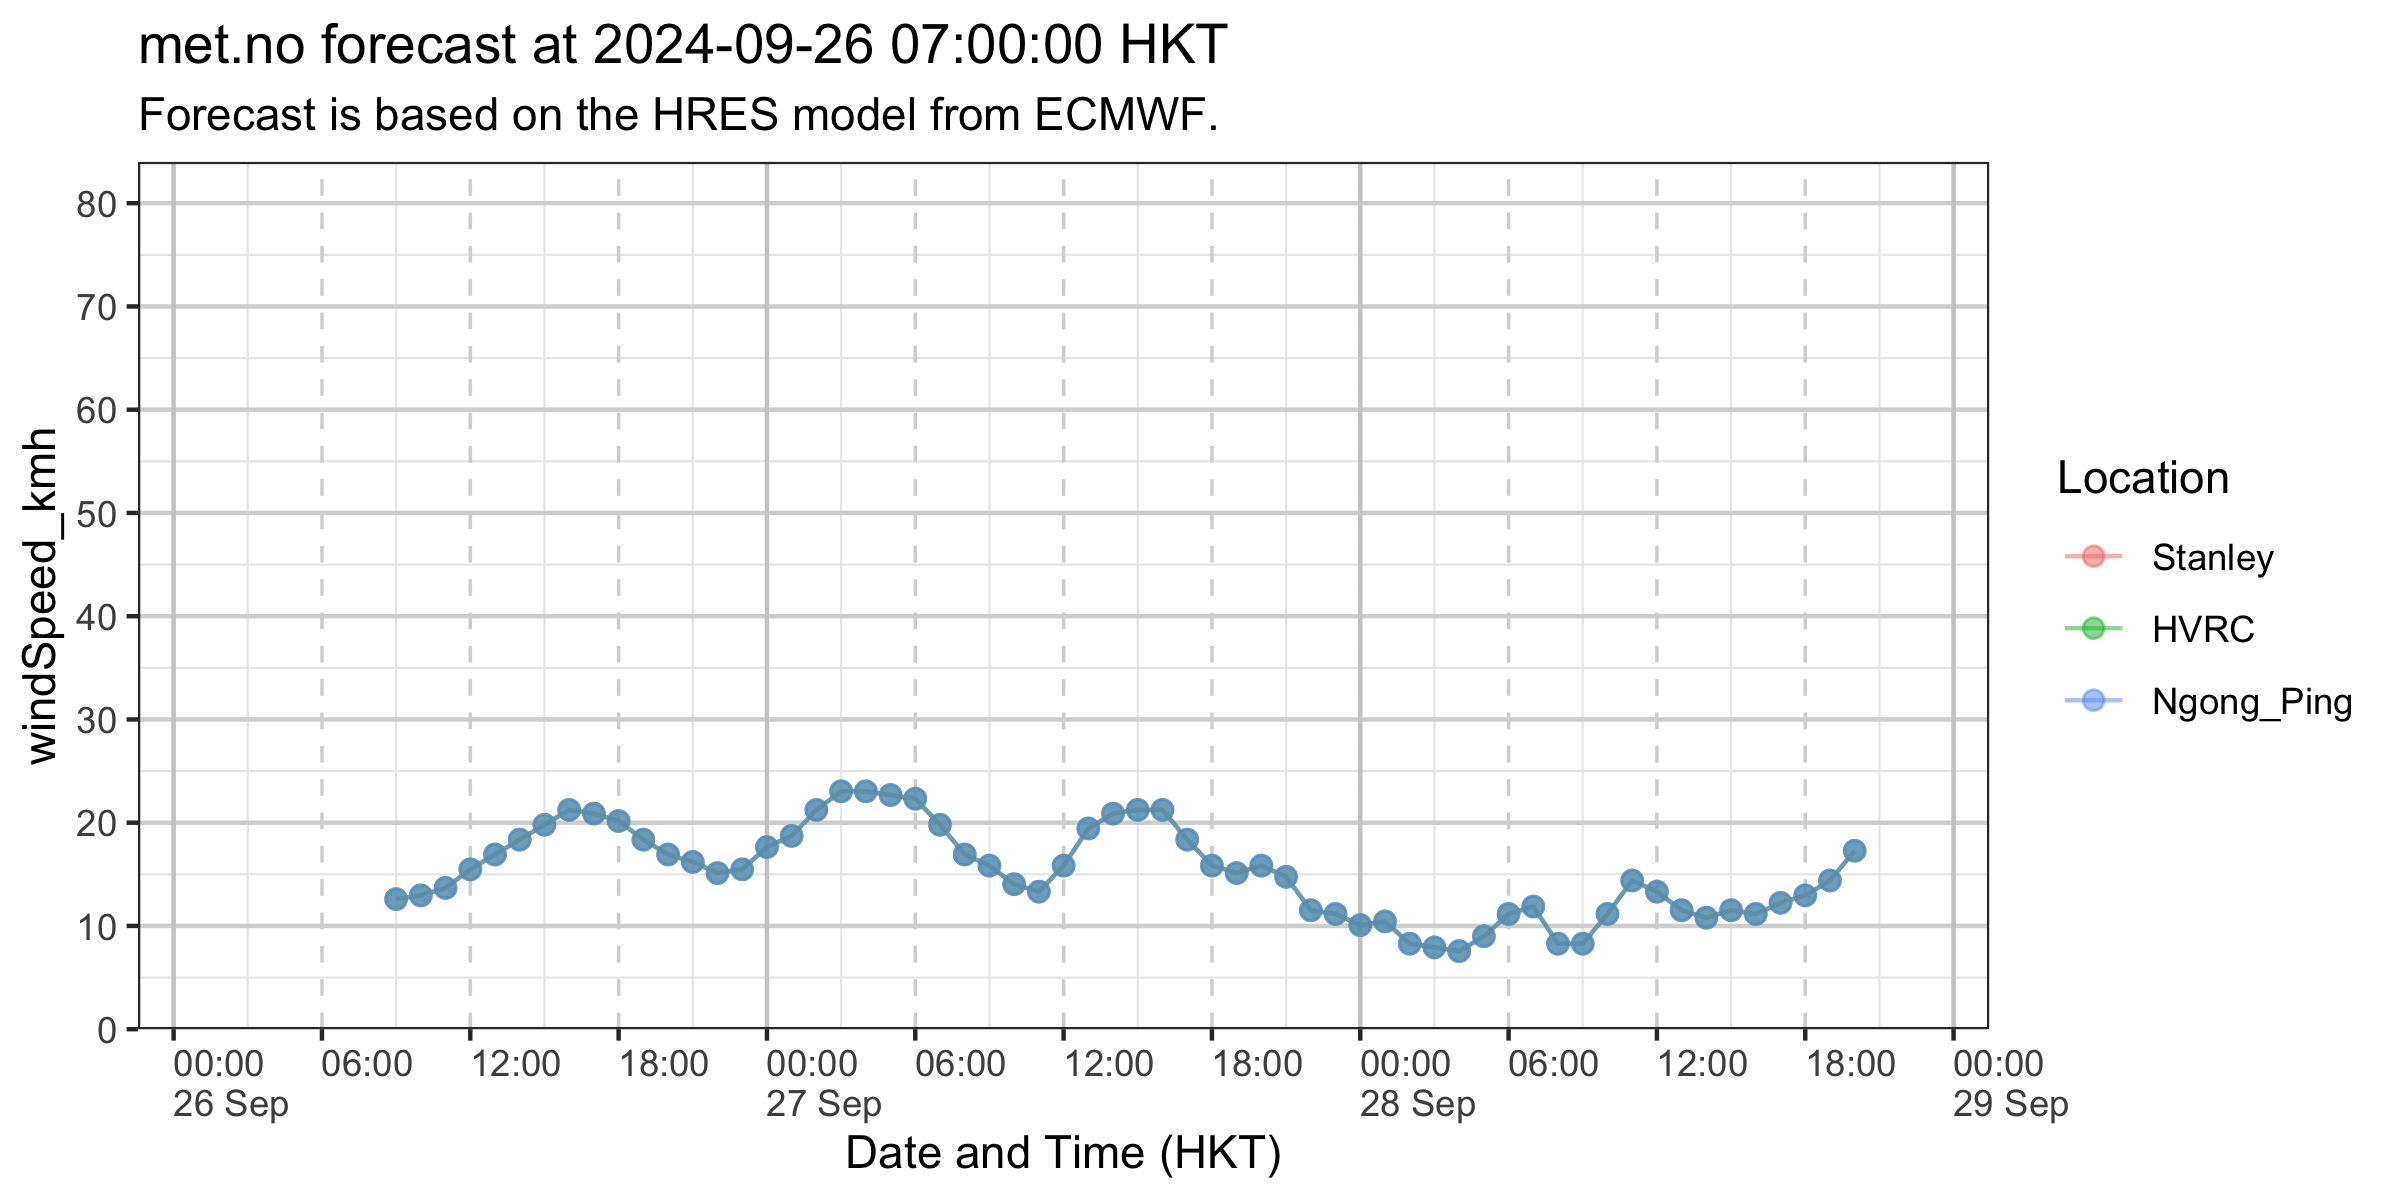 met.no forecast at 2024-09-26 07:00:00 HKT
Forecast is based on the HRES model from ECMWF.
windSpeed_kmh
80
70
60
50
40
30
20
10
0
00:00 06:00 12:00 18:00 00:00 06:00 12:00 18:00 00:00 06:00 12:00 18:00 00:00
26 Sep 27 Sep 28 Sep 29 Sep
Date and Time (HKT)
Location
Stanley
HVRC
Ngong_Ping